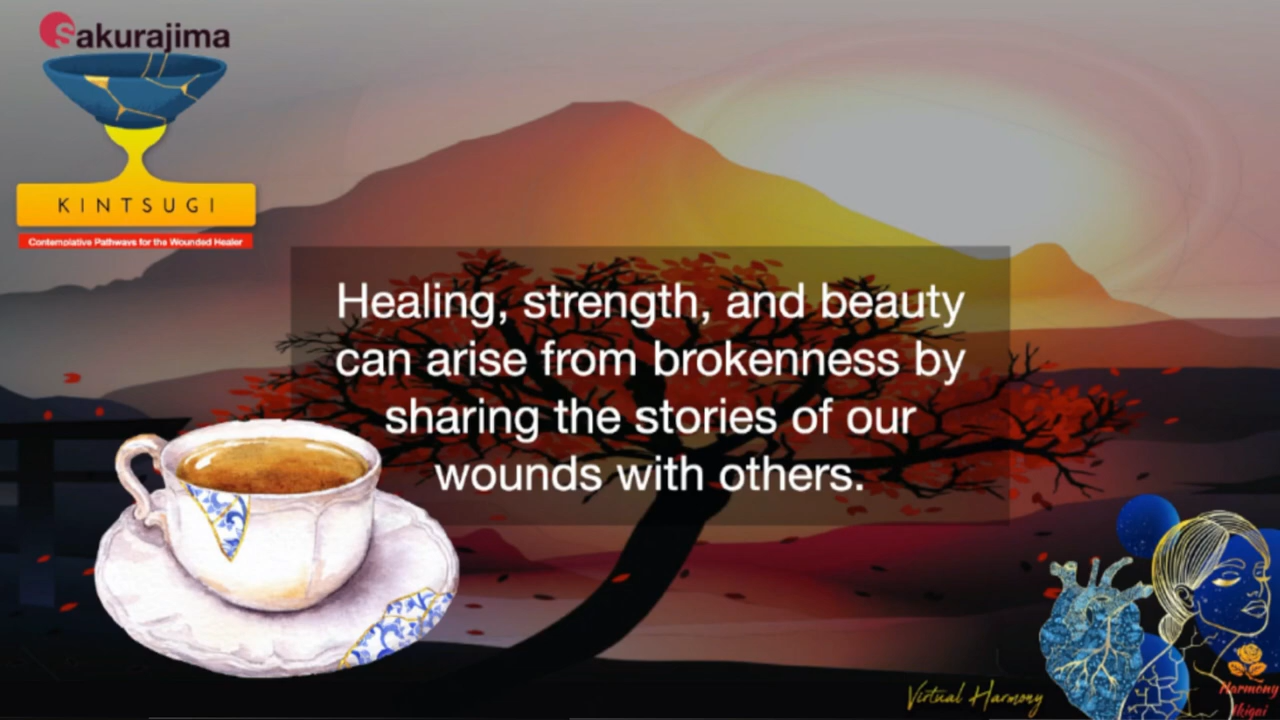 Sakurajima
KINTSUGI
Contemplative Pathways for the Wounded Healer
Healing, strength, and beauty
can arise from brokenness by
sharing the stories of our
wounds with others.
Virtual Harmony
Harmony
Ikigai